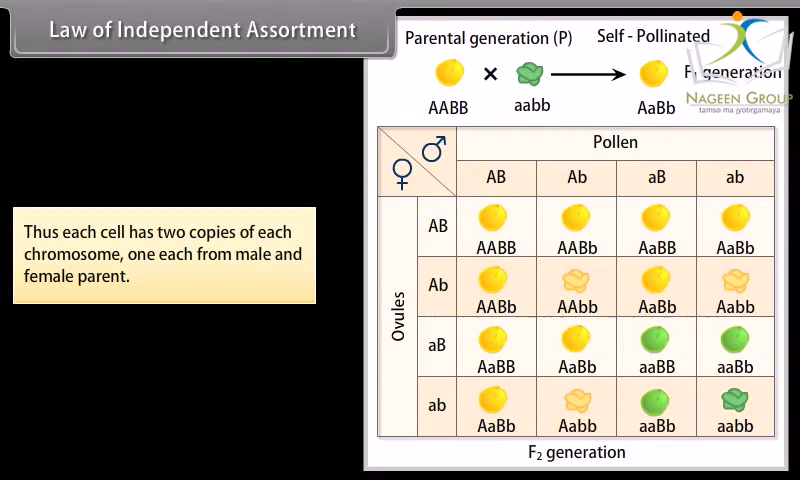 Law of Independent Assortment
Parental generation (P)
Self - Pollinated
AABB
×
aabb
AaBb
generation
NAGEEN GROUP
tamso ma jyotirgamaya
Thus each cell has two copies of each
chromosome, one each from male and
female parent.
♂
♀
Pollen
AB Ab aB ab
Ovules
AB AABB AABb AaBB AaBb
Ab AABb AAbb AaBb Aabb
aB AaBB AaBb aaBB aaBb
ab AaBb Aabb aaBb aabb
F₂ generation